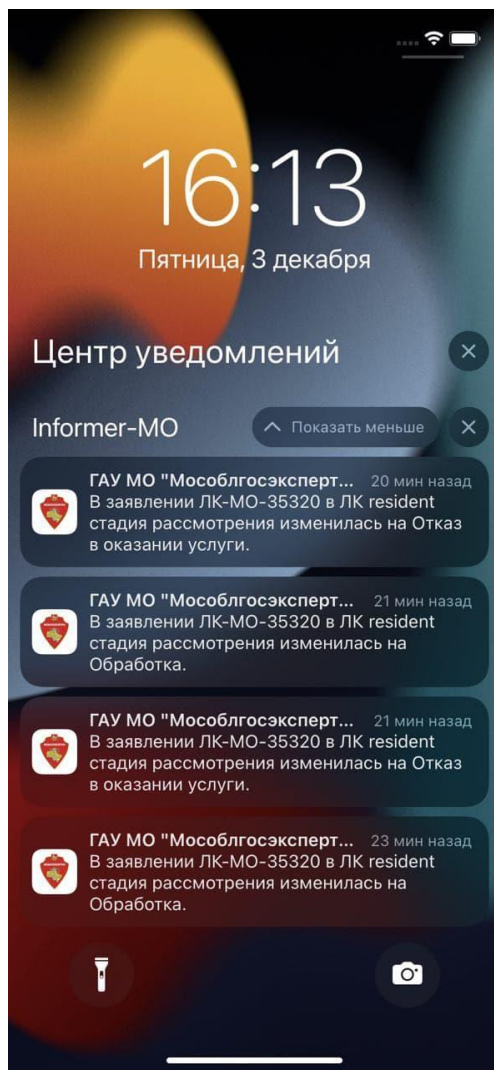 16:13
Пятница, 3 декабря
Центр уведомлений
Informer-MO
Показать меньше
ГАУ МО "Мособлгосэксперт... 20 мин назад
В заявлении ЛК-МО-35320 в ЛК resident
стадия рассмотрения изменилась на Отказ
в оказании услуги.
ГАУ МО "Мособлгосэксперт... 21 мин назад
В заявлении ЛК-МО-35320 в ЛК resident
стадия рассмотрения изменилась на
Обработка.
ГАУ МО "Мособлгосэксперт... 21 мин назад
В заявлении ЛК-МО-35320 в ЛК resident
стадия рассмотрения изменилась на Отказ
в оказании услуги.
ГАУ МО "Мособлгосэксперт... 23 мин назад
В заявлении ЛК-МО-35320 в ЛК resident
стадия рассмотрения изменилась на
Обработка.